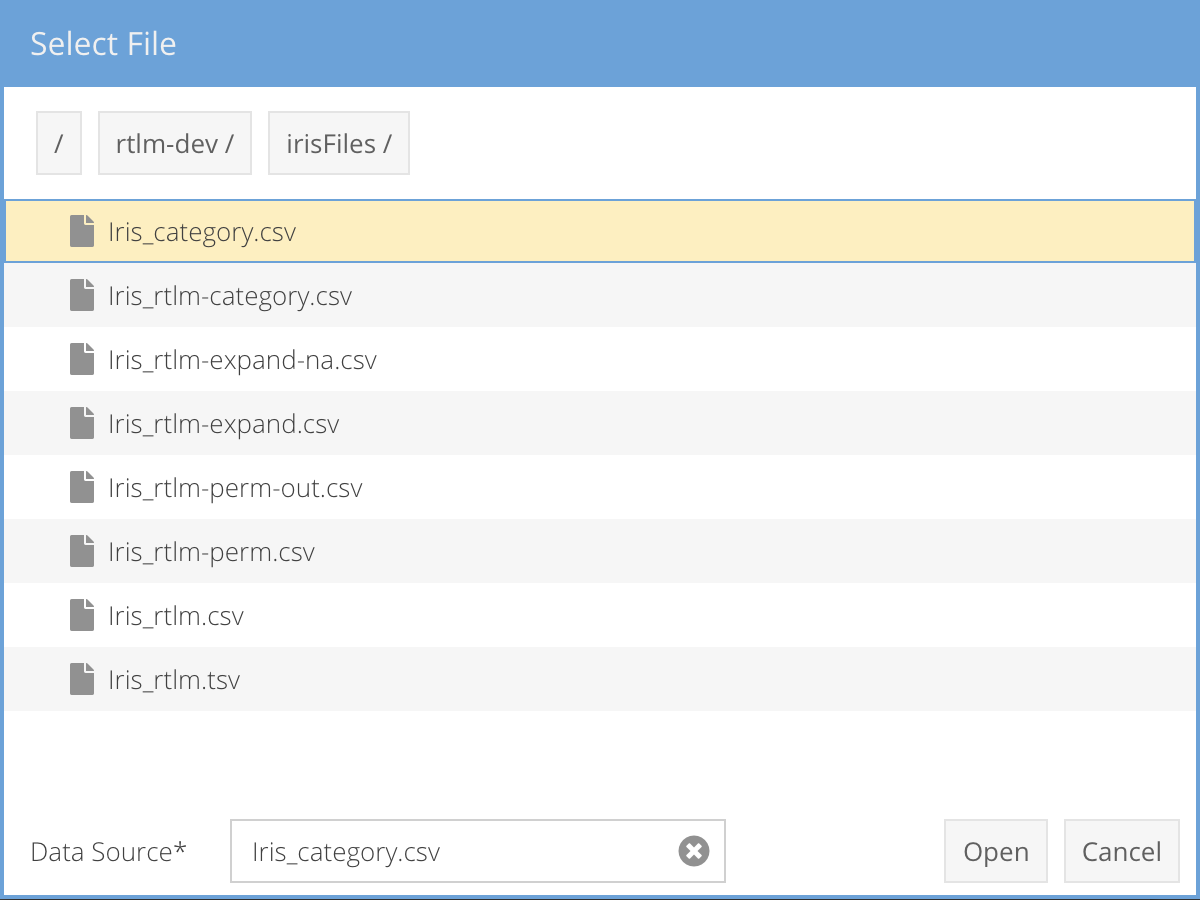 Select File
/ rtlm-dev / irisFiles /
Iris_category.csv
Iris_rtlm-category.csv
Iris_rtlm-expand-na.csv
Iris_rtlm-expand.csv
Iris_rtlm-perm-out.csv
Iris_rtlm-perm.csv
Iris_rtlm.csv
Iris_rtlm.tsv
Data Source* Iris_category.csv Open Cancel